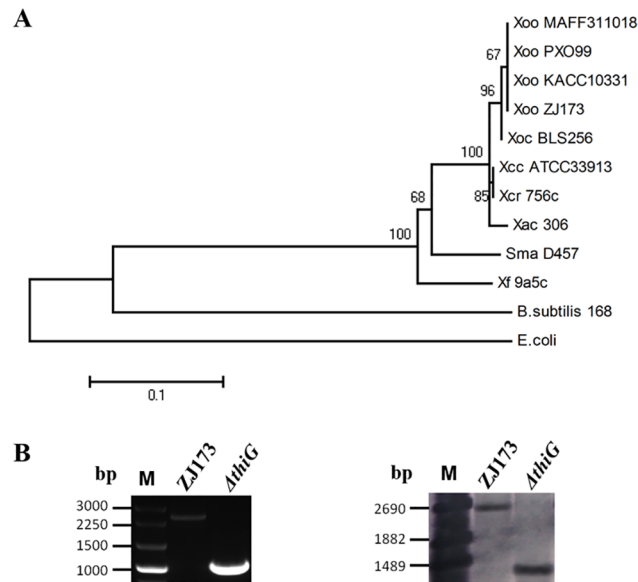 A
Xoo MAFF311018
67
Xoo PXO99
96
Xoo KACC10331
Xoo ZJ173
Xoc BLS256
100
Xcc ATCC33913
85
Xcr 756c
68
Xac 306
100
Sma D457
Xf 9a5c
B.subtilis 168
E.coli
0.1
B
bp M ZJ173 ΔthiG
3000
2250
1500
1000
bp M ZJ173 ΔthiG
2690
1882
1489